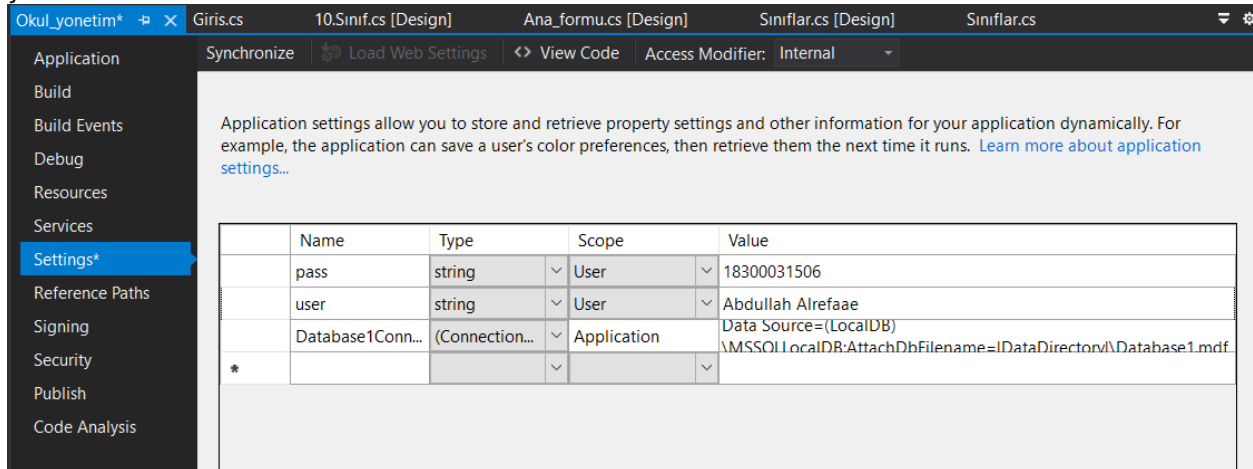 Okul_yonetim* Giris.cs 10.Sınıf.cs [Design] Ana_formu.cs [Design] Sınıflar.cs [Design] Sınıflar.cs
Synchronize Load Web Settings <> View Code Access Modifier: Internal
Application
Build
Build Events
Debug
Resources
Services
Settings*
Reference Paths
Signing
Security
Publish
Code Analysis
Application settings allow you to store and retrieve property settings and other information for your application dynamically. For
example, the application can save a user's color preferences, then retrieve them the next time it runs. Learn more about application
settings...
Name Type Scope Value
pass string User 18300031506
user string User Abdullah Alrefaae
Database1Conn... (Connection... Application Data Source=(LocalDB)
\MSSQLLocalDB;AttachDbFilename=|DataDirectory|\Database1.mdf
*